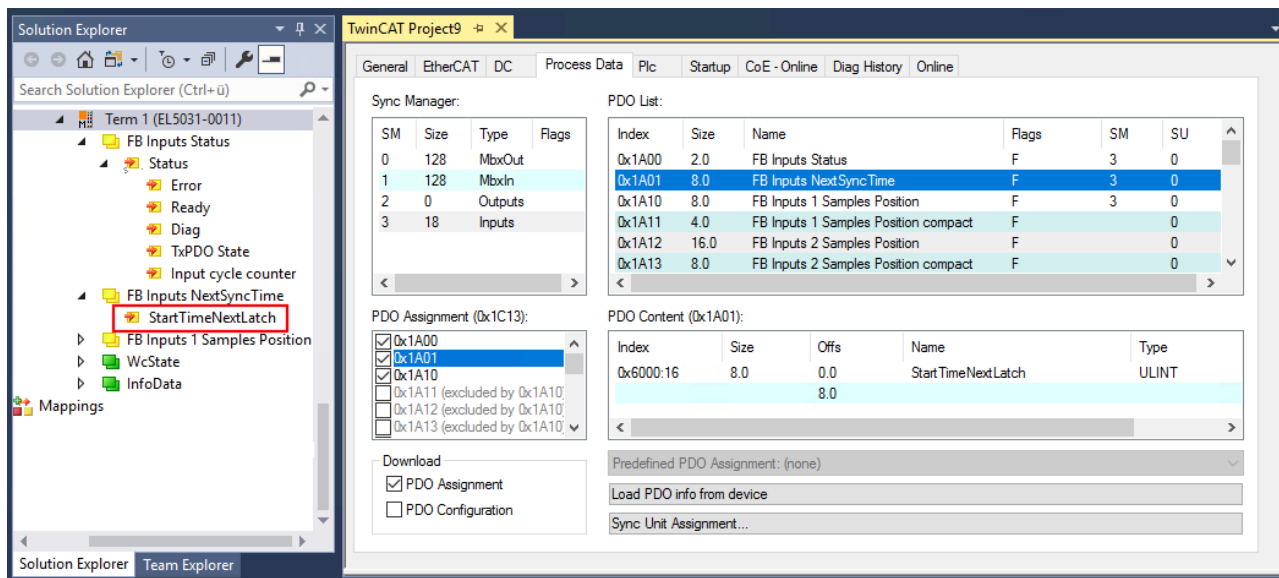 Solution Explorer
Search Solution Explorer (Ctrl+ü)
Term 1 (EL5031-0011)
FB Inputs Status
Status
Error
Ready
Diag
TxPDO State
Input cycle counter
FB Inputs NextSyncTime
StartTimeNextLatch
FB Inputs 1 Samples Position
WcState
InfoData
Mappings
Solution Explorer Team Explorer
TwinCAT Project9
General EtherCAT DC Process Data Plc Startup CoE - Online Diag History Online
Sync Manager:
SM Size Type Flags
0 128 MbxOut
1 128 MbxIn
2 0 Outputs
3 18 Inputs
PDO List:
Index Size Name Flags SM SU
0x1A00 2.0 FB Inputs Status F 3 0
0x1A01 8.0 FB Inputs NextSyncTime F 3 0
0x1A10 8.0 FB Inputs 1 Samples Position F 3 0
0x1A11 4.0 FB Inputs 1 Samples Position compact F 0
0x1A12 16.0 FB Inputs 2 Samples Position F 0
0x1A13 8.0 FB Inputs 2 Samples Position compact F 0
PDO Assignment (0x1C13):
0x1A00
0x1A01
0x1A10
0x1A11 (excluded by 0x1A10)
0x1A12 (excluded by 0x1A10)
0x1A13 (excluded by 0x1A10)
PDO Content (0x1A01):
Index Size Offs Name Type
0x6000:16 8.0 0.0 StartTimeNextLatch ULINT
8.0
Download
PDO Assignment
PDO Configuration
Predefined PDO Assignment: (none)
Load PDO info from device
Sync Unit Assignment...